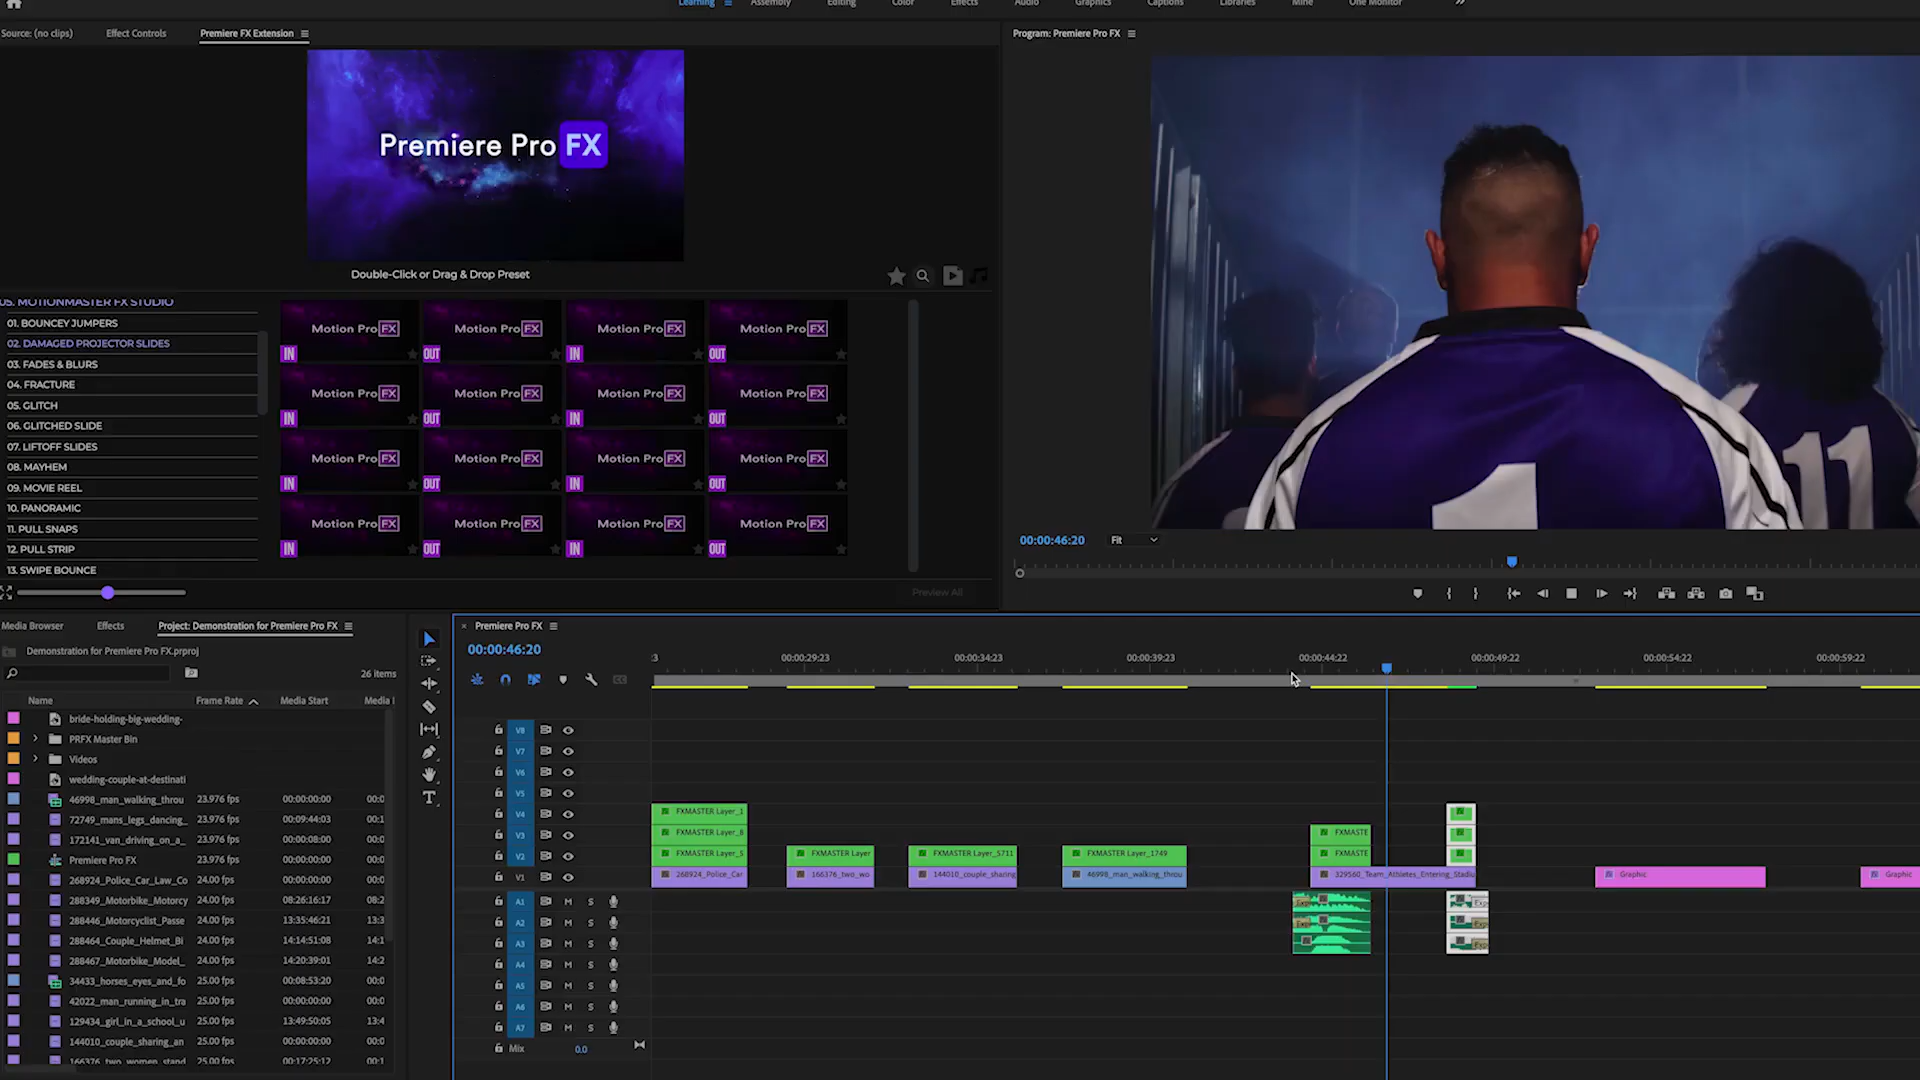 Learning Assembly Editing Color Effects Audio Graphics Captions Libraries Mine One Monitor
Source: (no clips) Effect Controls Premiere FX Extension
Program: Premiere Pro FX
Premiere Pro FX
Double-Click or Drag & Drop Preset
05. MOTIONMASTER FX STUDIO
01. BOUNCEY JUMPERS
02. DAMAGED PROJECTOR SLIDES
03. FADES & BLURS
04. FRACTURE
05. GLITCH
06. GLITCHED SLIDE
07. LIFTOFF SLIDES
08. MAYHEM
09. MOVIE REEL
10. PANORAMIC
11. PULL SNAPS
12. PULL STRIP
13. SWIPE BOUNCE
Motion Pro FX Motion Pro FX Motion Pro FX Motion Pro FX
IN OUT IN OUT
Motion Pro FX Motion Pro FX Motion Pro FX Motion Pro FX
IN OUT IN OUT
Motion Pro FX Motion Pro FX Motion Pro FX Motion Pro FX
IN OUT IN OUT
Motion Pro FX Motion Pro FX Motion Pro FX Motion Pro FX
IN OUT IN OUT
Preview All
1
11
00:00:46:20 Fit
Media Browser Effects Project: Demonstration for Premiere Pro FX
Demonstration for Premiere Pro FX.prproj
26 items
Name Frame Rate Media Start Media I
bride-holding-big-wedding-
PRFX Master Bin
Videos
wedding-couple-at-destinati
46998_man_walking_throu 23.976 fps 00:00:00:00 00:0
72749_mans_legs_dancing_ 23.976 fps 00:09:44:03 00:1
172141_van_driving_on_a_ 23.976 fps 00:00:08:00 00:0
Premiere Pro FX 23.976 fps 00:00:00:00 00:0
268924_Police_Car_Law_Co 24.00 fps 00:00:00:00 00:0
288349_Motorbike_Motorcy 24.00 fps 08:26:16:17 08:2
288446_Motorcyclist_Passe 24.00 fps 13:35:46:21 13:3
288464_Couple_Helmet_Bi 24.00 fps 14:14:51:08 14:1
288467_Motorbike_Model_ 24.00 fps 14:20:39:01 14:2
34433_horses_eyes_and_fo 25.00 fps 00:08:53:20 00:0
42022_man_running_in_tra 25.00 fps 00:00:00:00 00:0
129434_girl_in_a_school_u 25.00 fps 13:49:50:05 13:4
144010_couple_sharing_an 25.00 fps 00:00:00:00 00:0
166376_two_women_stand 25.00 fps 00:17:25:12 00:1
Premiere Pro FX
00:00:46:20
:3 00:00:29:23 00:00:34:23 00:00:39:23 00:00:44:22 00:00:49:22 00:00:54:22 00:00:59:22
V8
V7
V6
V5
V4 FXMASTER Layer_1
V3 FXMASTER Layer_8 FXMASTE
V2 FXMASTER Layer_5 FXMASTER Layer FXMASTER Layer_5711 FXMASTER Layer_1749 FXMASTE
V1 268924_Police_Car 166376_two_wo 144010_couple_sharing 46998_man_walking_throu 329560_Team_Athletes_Entering_Stadiu Graphic Graphic
A1 M S
A2 M S
A3 M S
A4 M S
A5 M S
A6 M S
A7 M S
Mix 0.0